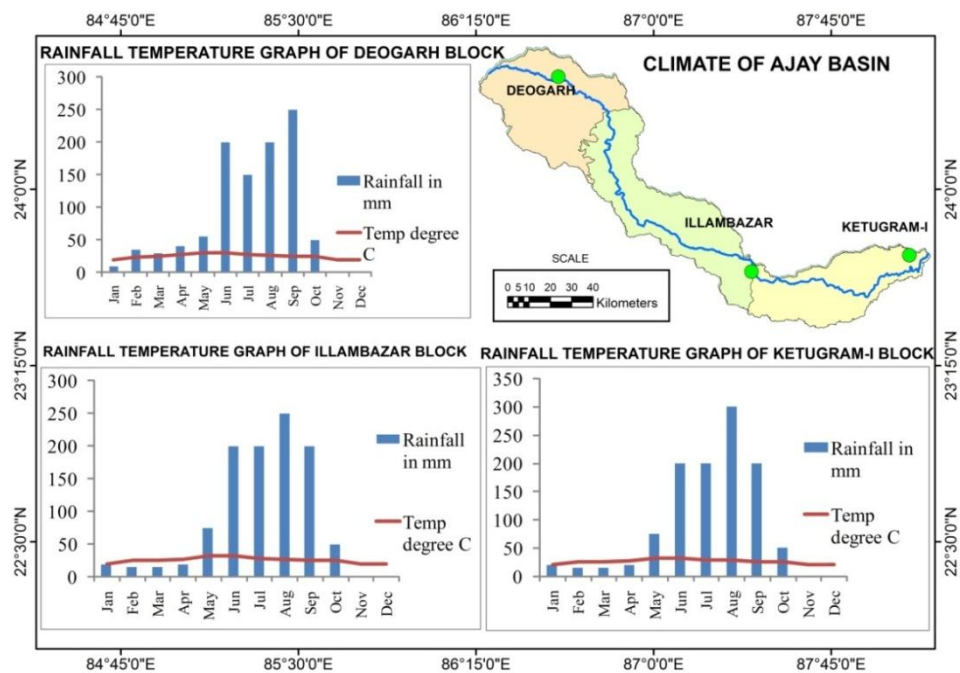 84°45'0"E 85°30'0"E 86°15'0"E 87°0'0"E 87°45'0"E
RAINFALL TEMPERATURE GRAPH OF DEOGARH BLOCK
300
250
200
150
100
50
0
Jan Feb Mar Apr May Jun Jul Aug Sep Oct Nov Dec
Rainfall in
mm
Temp degree
C
CLIMATE OF AJAY BASIN
DEOGARH
ILLAMBAZAR
KETUGRAM-I
SCALE
0 5 10 20 30 40
Kilometers
24°0'0"N
24°0'0"N
23°15'0"N
23°15'0"N
22°30'0"N
22°30'0"N
RAINFALL TEMPERATURE GRAPH OF ILLAMBAZAR BLOCK
300
250
200
150
100
50
0
Jan Feb Mar Apr May Jun Jul Aug Sep Oct Nov Dec
Rainfall
in mm
Temp
degree C
RAINFALL TEMPERATURE GRAPH OF KETUGRAM-I BLOCK
350
300
250
200
150
100
50
0
Jan Feb Mar Apr May Jun Jul Aug Sep Oct Nov Dec
Rainfall in
mm
Temp
degree C
84°45'0"E 85°30'0"E 86°15'0"E 87°0'0"E 87°45'0"E